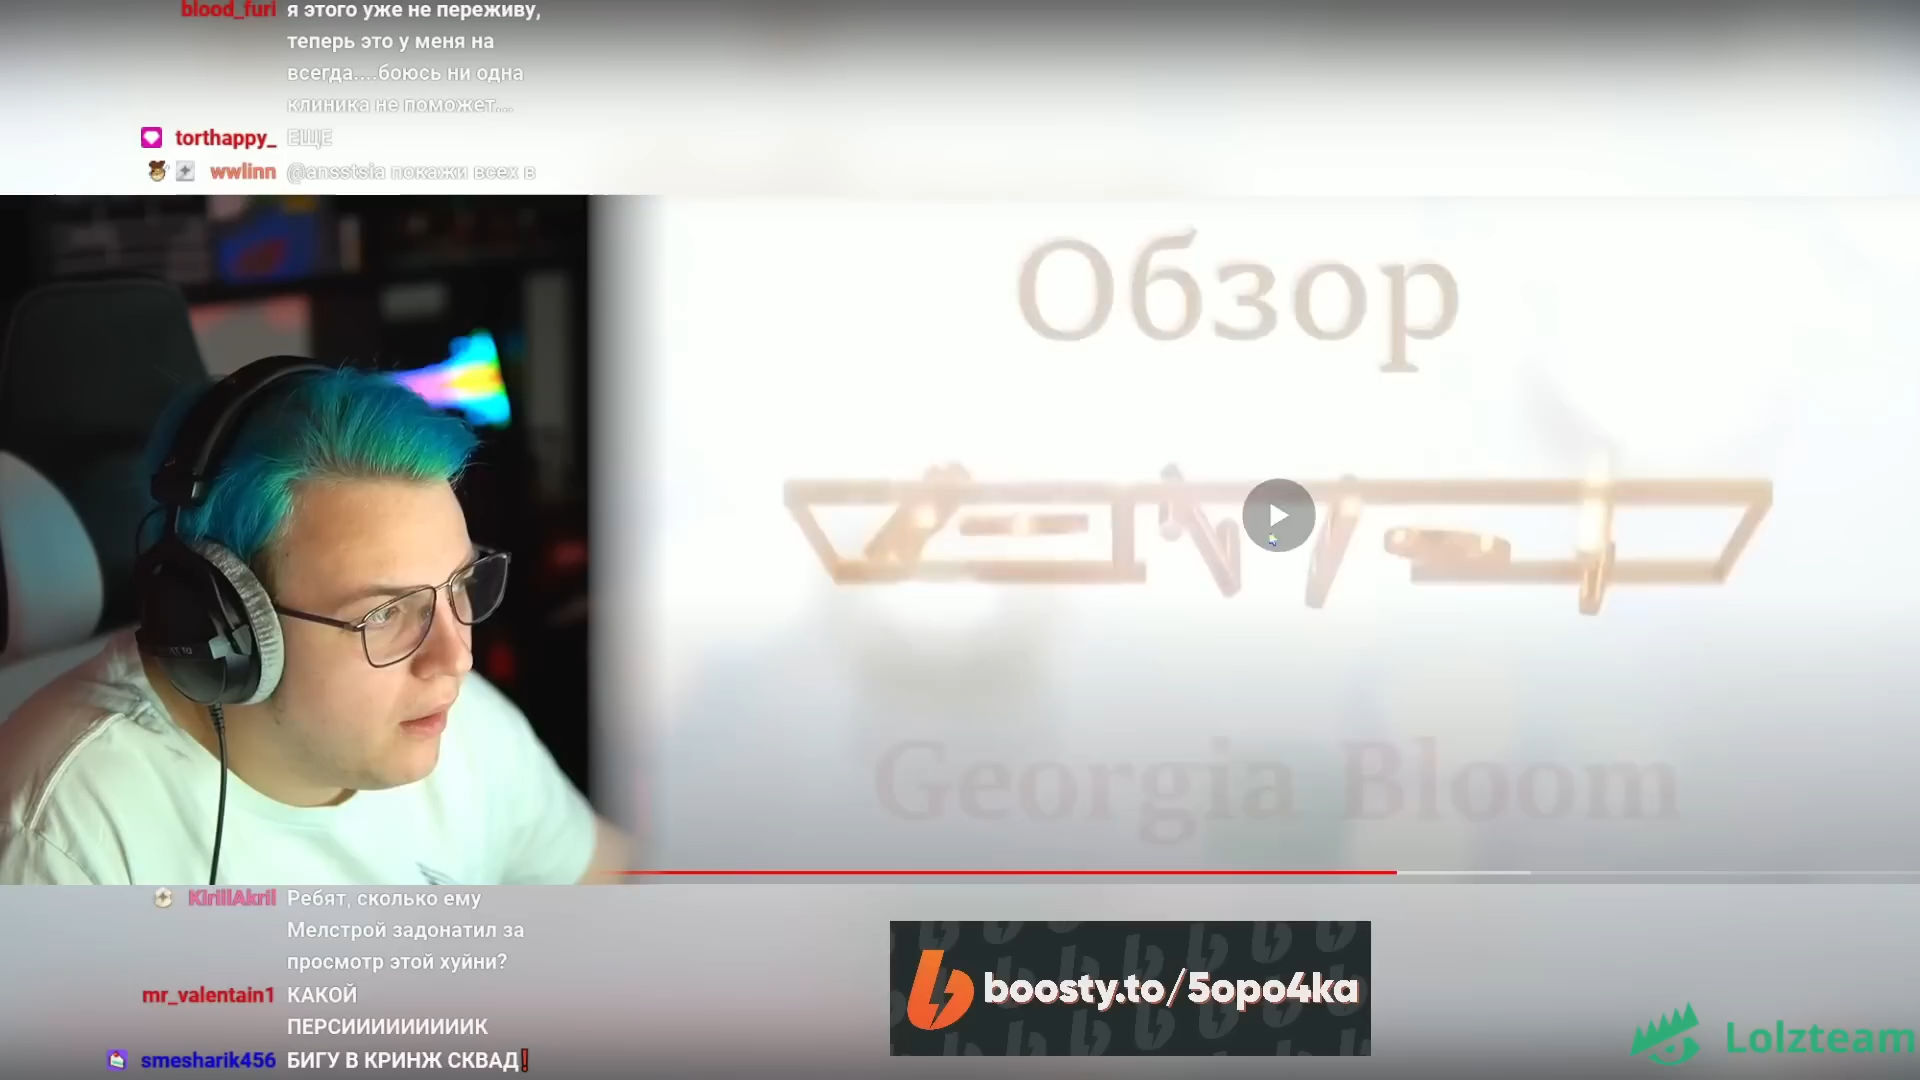 blood_furi я этого уже не переживу,
теперь это у меня на
всегда....боюсь ни одна
клиника не поможет...
torthappy_ ЕЩЕ
wwlinn @ansstsia покажи всех в
Обзор
Georgia Bloom
KirillAkril Ребят, сколько ему
Мелстрой задонатил за
просмотр этой хуйни?
mr_valentain1 КАКОЙ
ПЕРСИИИИИИИИИК
smesharik456 БИГУ В КРИНЖ СКВАД❗
boosty.to/5opo4ka
Lolzteam